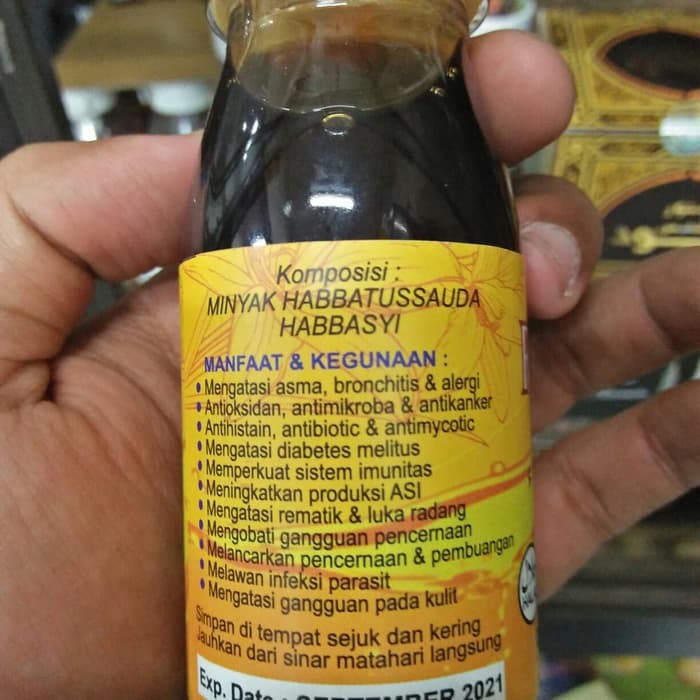 Komposisi :
MINYAK HABBATUSSAUDA
HABBASYI
MANFAAT & KEGUNAAN :
• Mengatasi asma, bronchitis & alergi
• Antioksidan, antimikroba & antikanker
• Antihistain, antibiotic & antimycotic
• Mengatasi diabetes melitus
• Memperkuat sistem imunitas
• Meningkatkan produksi ASI
• Mengatasi rematik & luka radang
• Mengobati gangguan pencernaan
• Melancarkan pencernaan & pembuangan
• Melawan infeksi parasit
• Mengatasi gangguan pada kulit
Simpan di tempat sejuk dan kering
Jauhkan dari sinar matahari langsung
Exp. Date : SEPTEMBER 2021